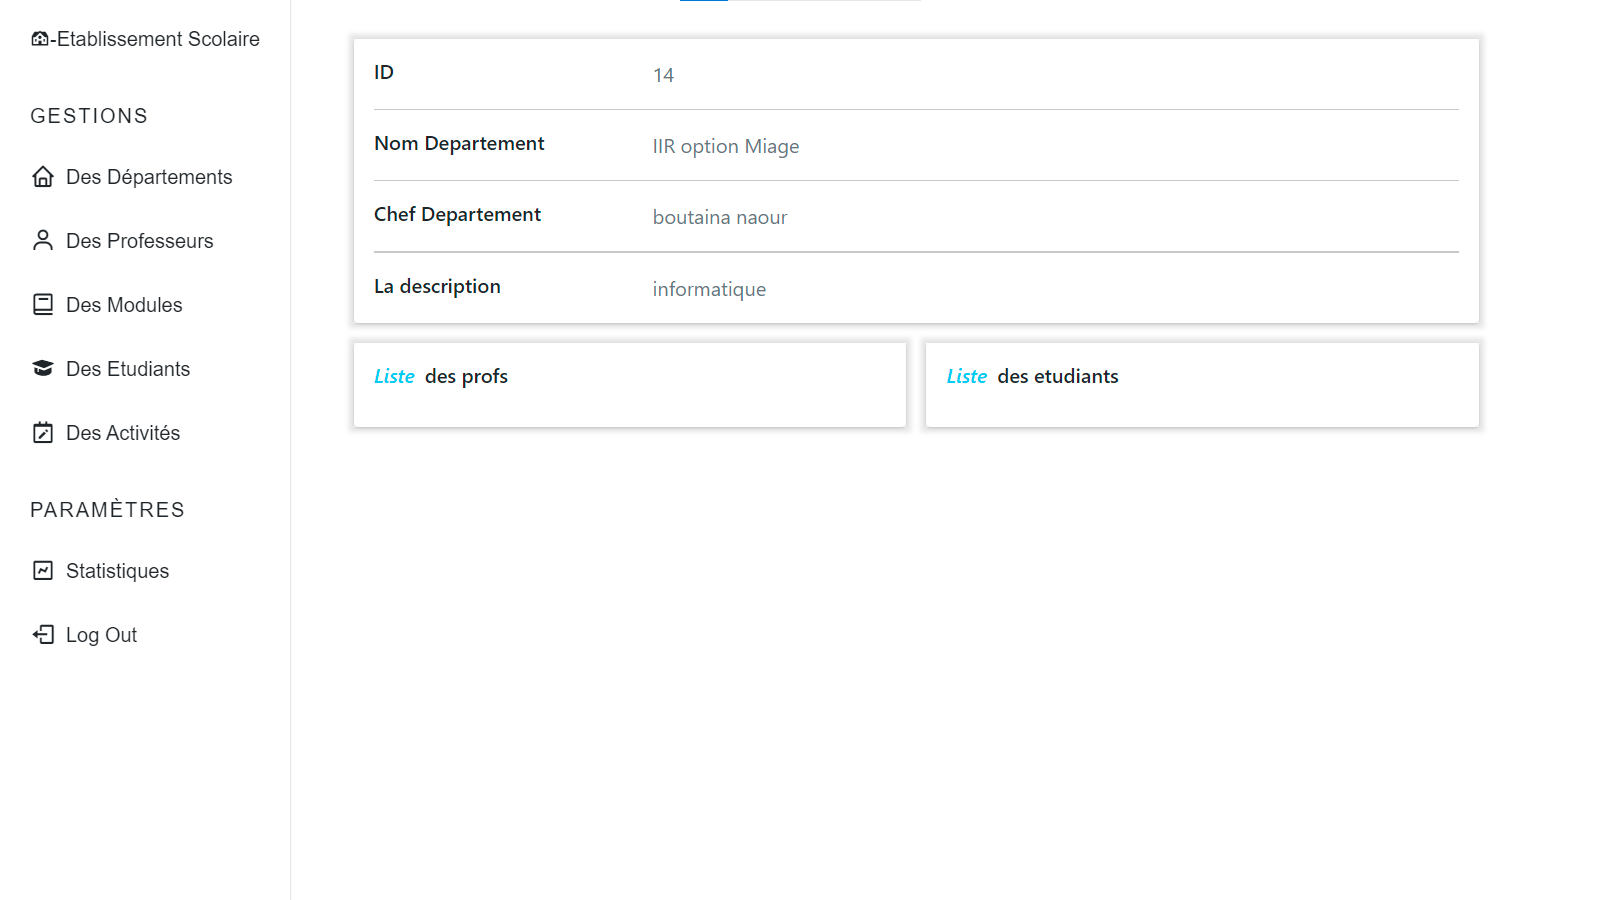 -Etablissement Scolaire
GESTIONS
Des Départements
Des Professeurs
Des Modules
Des Etudiants
Des Activités
PARAMÈTRES
Statistiques
Log Out
ID 14
Nom Departement IIR option Miage
Chef Departement boutaina naour
La description informatique
Liste des profs
Liste des etudiants